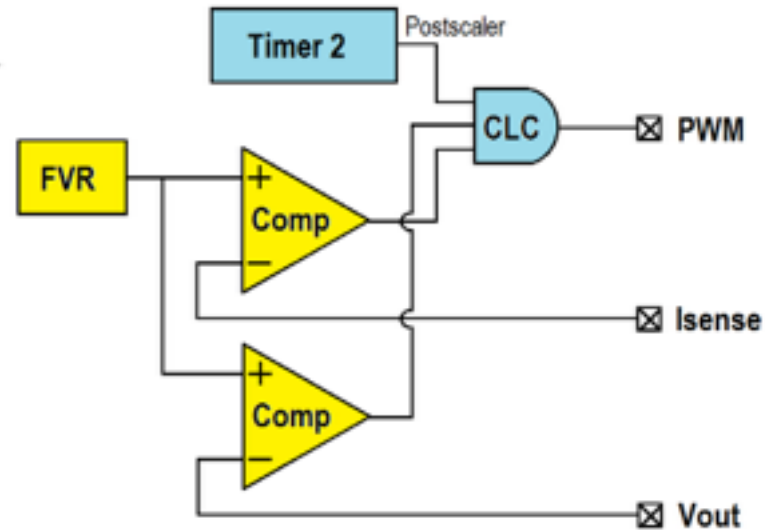 Timer 2
Postscaler
CLC
PWM
FVR
+
Comp
−
Isense
+
Comp
−
Vout